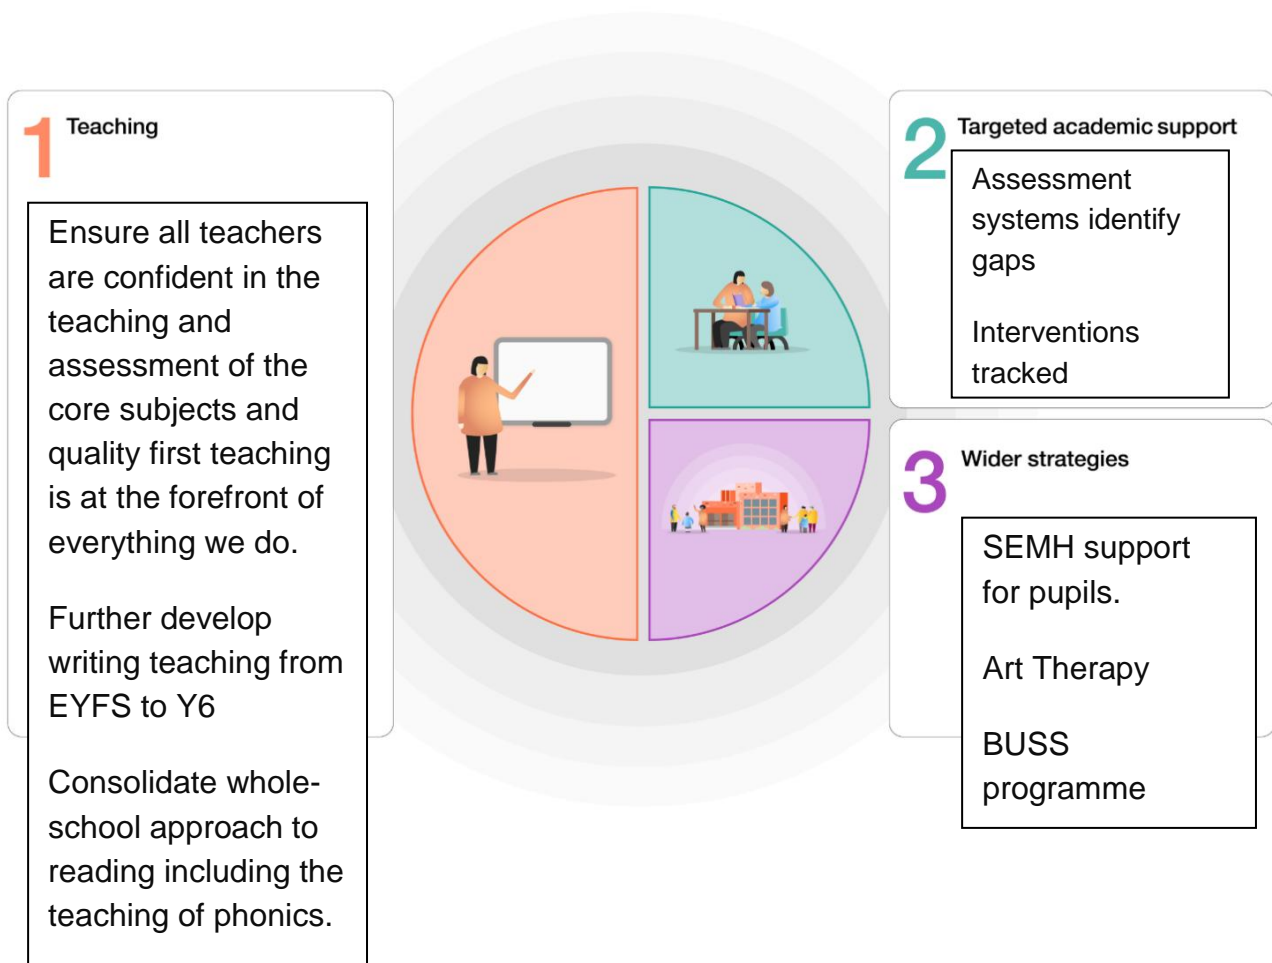 1 Teaching
Ensure all teachers
are confident in the
teaching and
assessment of the
core subjects and
quality first teaching
is at the forefront of
everything we do.
Further develop
writing teaching from
EYFS to Y6
Consolidate whole-
school approach to
reading including the
teaching of phonics.
2 Targeted academic support
Assessment
systems identify
gaps
Interventions
tracked
3 Wider strategies
SEMH support
for pupils.
Art Therapy
BUSS
programme